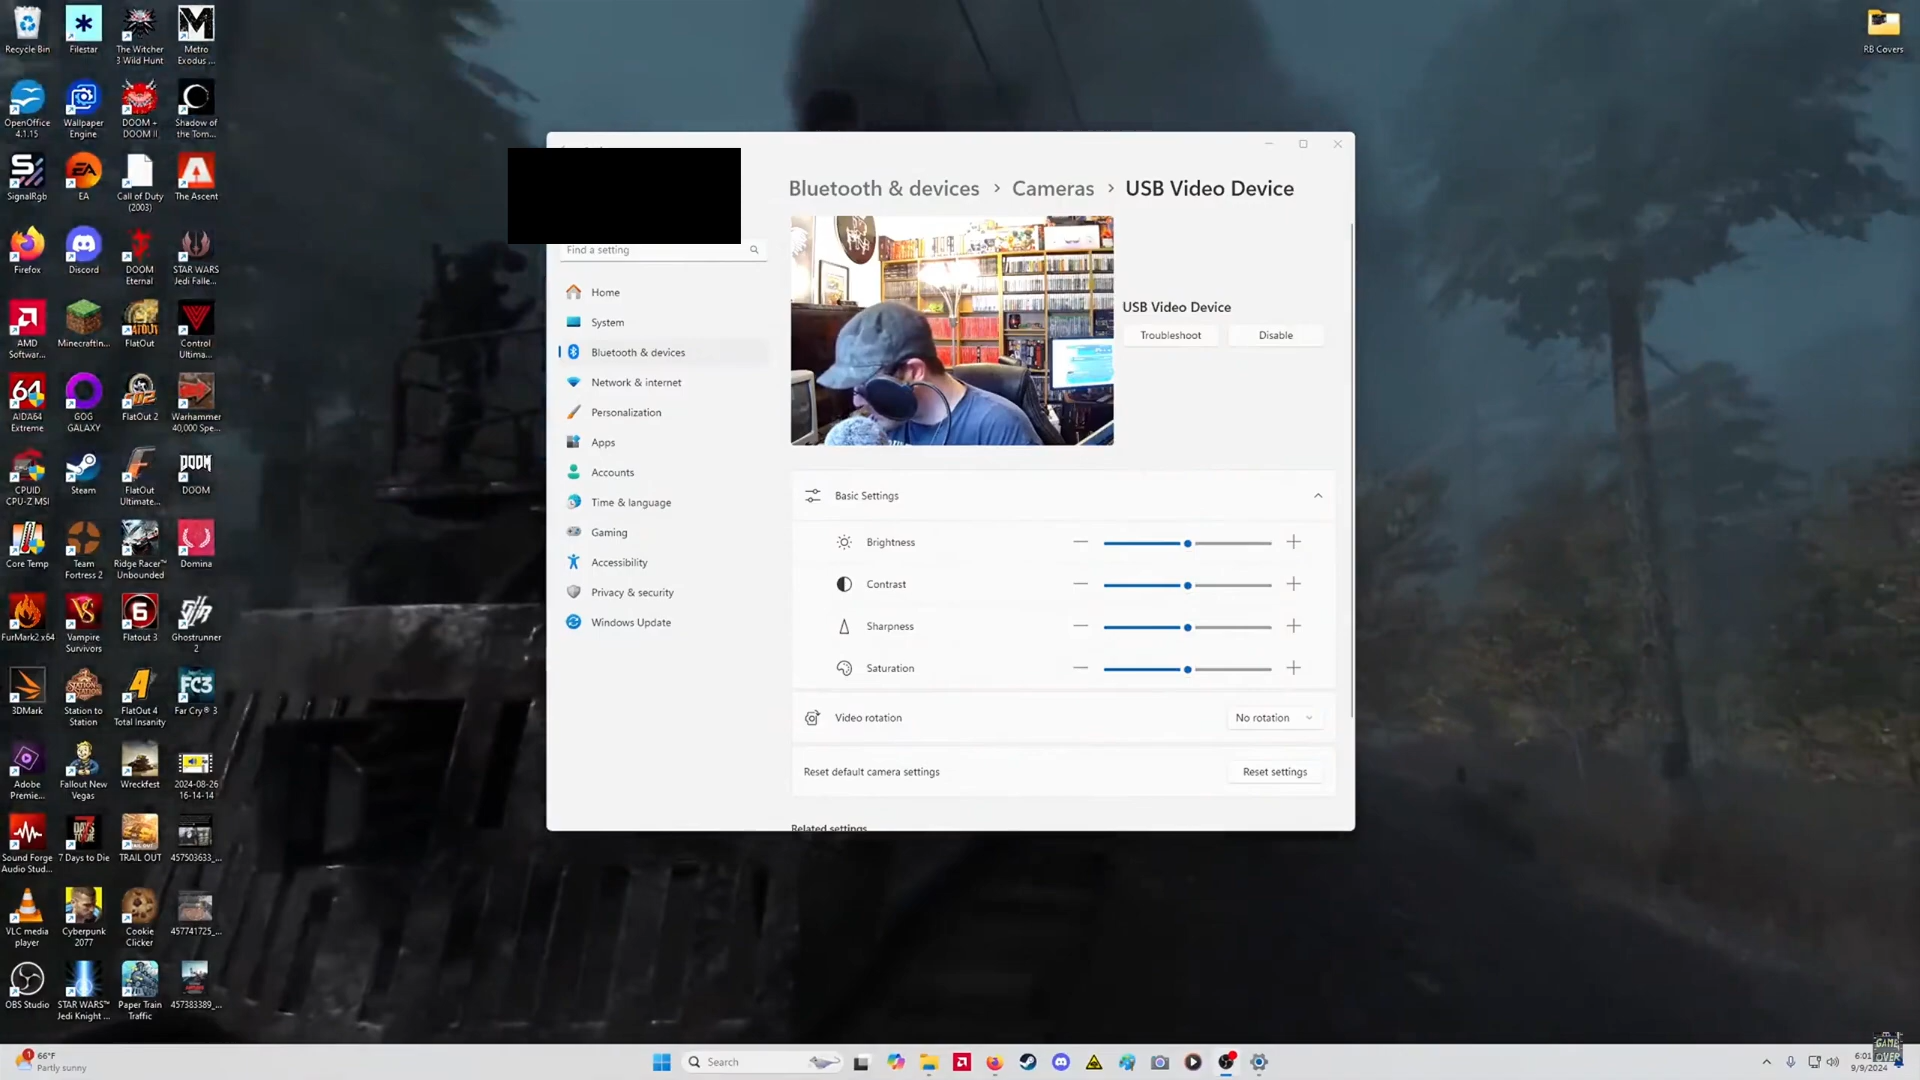 Recycle Bin
Filestar
The Witcher
3 Wild Hunt
Metro
Exodus ...
OpenOffice
4.1.15
Wallpaper
Engine
DOOM +
DOOM II
Shadow of
the Tom...
SignalRgb
EA
Call of Duty
(2003)
The Ascent
Firefox
Discord
DOOM
Eternal
STAR WARS
Jedi Falle...
AMD
Softwar...
Minecraftin...
FlatOut
Control
Ultima...
AIDA64
Extreme
GOG
GALAXY
FlatOut 2
Warhammer
40,000 Spe...
CPUID
CPU-Z MSI
Steam
FlatOut
Ultimate...
DOOM
Core Temp
Team
Fortress 2
Ridge Racer™
Unbounded
Domina
FurMark2 x64
Vampire
Survivors
Flatout 3
Ghostrunner
2
3DMark
Station to
Station
FlatOut 4
Total Insanity
Far Cry® 3
Adobe
Premie...
Fallout New
Vegas
Wreckfest
2024-08-26
16-14-14
Sound Forge
Audio Stud...
7 Days to Die
TRAIL OUT
457503633_...
VLC media
player
Cyberpunk
2077
Cookie
Clicker
457741725_...
OBS Studio
STAR WARS™
Jedi Knight ...
Paper Train
Traffic
457383389_...
RB Covers
Bluetooth & devices › Cameras › USB Video Device
Find a setting
Home
System
Bluetooth & devices
Network & internet
Personalization
Apps
Accounts
Time & language
Gaming
Accessibility
Privacy & security
Windows Update
USB Video Device
Troubleshoot
Disable
Basic Settings
Brightness
Contrast
Sharpness
Saturation
Video rotation
No rotation
Reset default camera settings
Reset settings
Related settings
1
66°F
Partly sunny
Search
6:01
9/9/2024
GAME
OVER